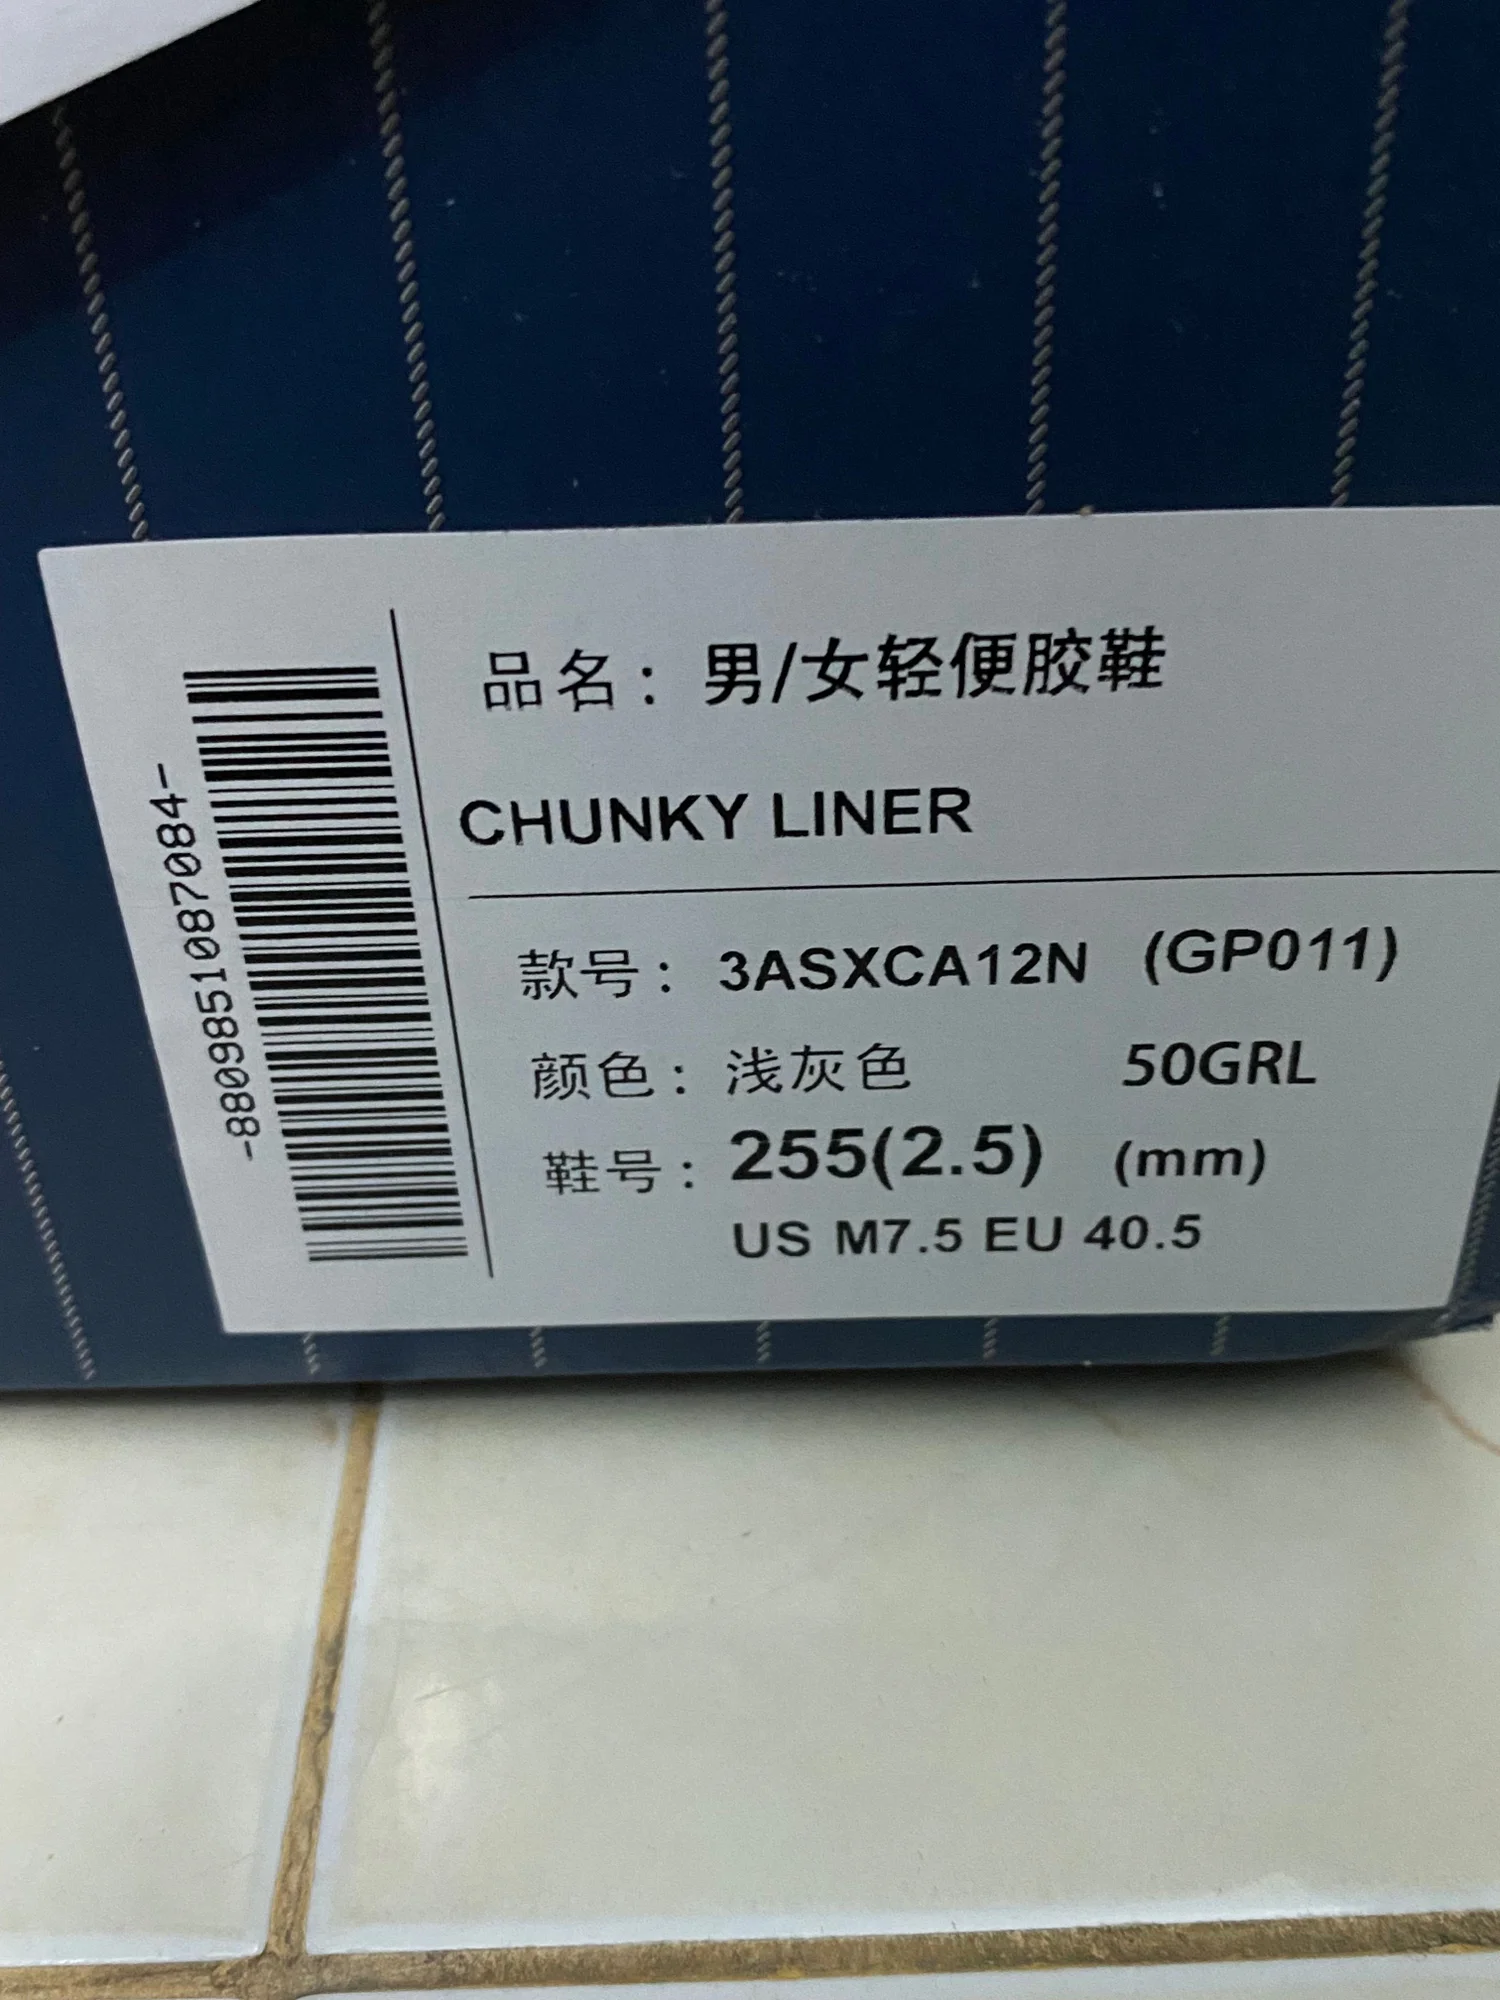 品名：男/女轻便胶鞋
CHUNKY LINER
款号：3ASXCA12N (GP011)
颜色：浅灰色 50GRL
鞋号：255(2.5) (mm)
US M7.5 EU 40.5
-8809851087084-